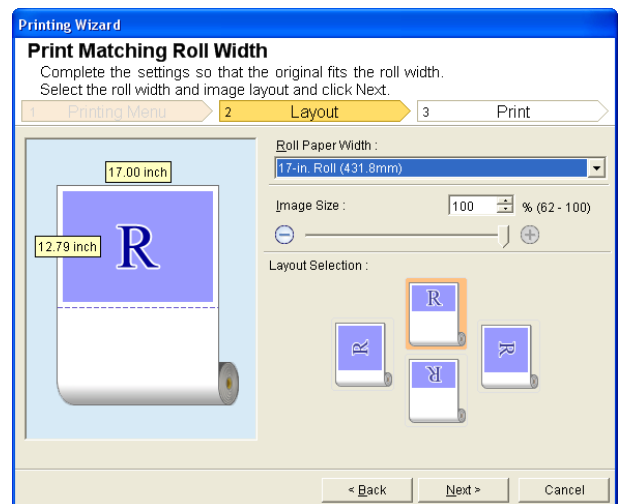 Printing Wizard
Print Matching Roll Width
Complete the settings so that the original fits the roll width.
Select the roll width and image layout and click Next.
1 Printing Menu 2 Layout 3 Print
Roll Paper Width :
17-in. Roll (431.8mm)
17.00 inch
12.79 inch
R
Image Size : 100 % (62 - 100)
Layout Selection :
R
R
R
R
< Back Next > Cancel